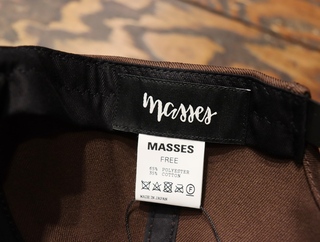 masses
MASSES
FREE
POLYESTER
COTTON
MADE IN JAPAN